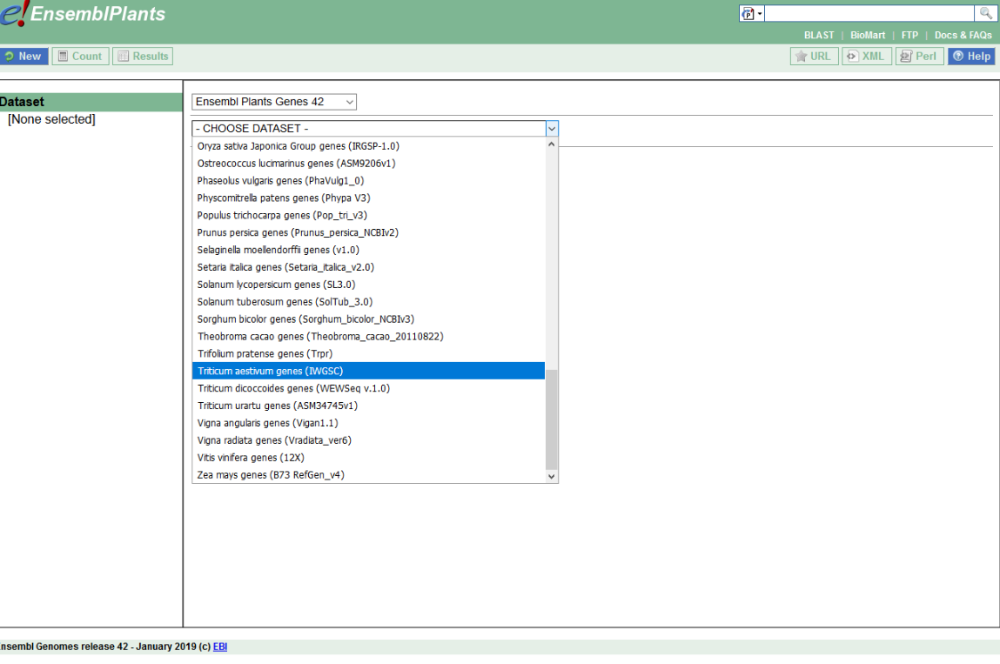 e! EnsemblPlants
BLAST | BioMart | FTP | Docs & FAQs
New Count Results URL XML Perl Help
Dataset
[None selected]
Ensembl Plants Genes 42
- CHOOSE DATASET -
Oryza sativa Japonica Group genes (IRGSP-1.0)
Ostreococcus lucimarinus genes (ASM9206v1)
Phaseolus vulgaris genes (PhaVulg1_0)
Physcomitrella patens genes (Phypa V3)
Populus trichocarpa genes (Pop_tri_v3)
Prunus persica genes (Prunus_persica_NCBIv2)
Selaginella moellendorffii genes (v1.0)
Setaria italica genes (Setaria_italica_v2.0)
Solanum lycopersicum genes (SL3.0)
Solanum tuberosum genes (SolTub_3.0)
Sorghum bicolor genes (Sorghum_bicolor_NCBIv3)
Theobroma cacao genes (Theobroma_cacao_20110822)
Trifolium pratense genes (Trpr)
Triticum aestivum genes (IWGSC)
Triticum dicoccoides genes (WEWSeq v.1.0)
Triticum urartu genes (ASM34745v1)
Vigna angularis genes (Vigan1.1)
Vigna radiata genes (Vradiata_ver6)
Vitis vinifera genes (12X)
Zea mays genes (B73 RefGen_v4)
nsembl Genomes release 42 - January 2019 (c) EBI